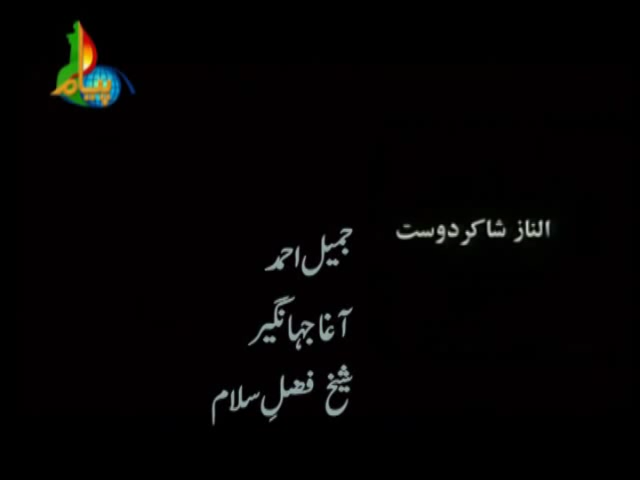 پیام
الناز شاکردوست
جمیل احمد
آغا جہانگیر
شیخ فضلِ سلام